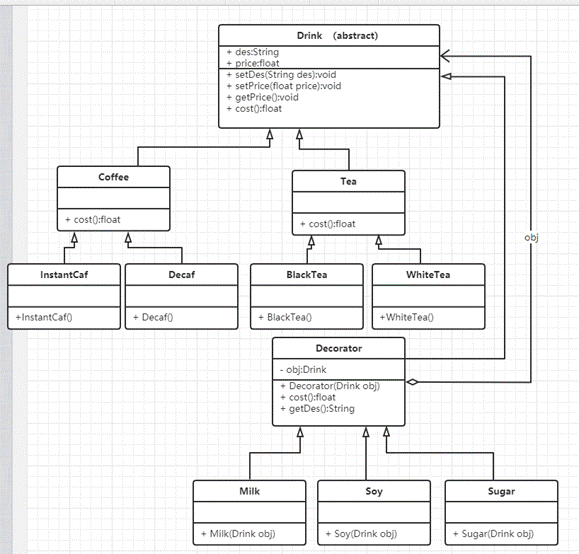 Drink (abstract)
+ des:String
+ price:float
+ setDes(String des):void
+ setPrice(float price):void
+ getPrice():void
+ cost():float
Coffee
+ cost():float
Tea
+ cost():float
obj
InstantCaf
+InstantCaf()
Decaf
+ Decaf()
BlackTea
+ BlackTea()
WhiteTea
+WhiteTea()
Decorator
- obj:Drink
+ Decorator(Drink obj)
+ cost():float
+ getDes():String
Milk
+ Milk(Drink obj)
Soy
+ Soy(Drink obj)
Sugar
+ Sugar(Drink obj)